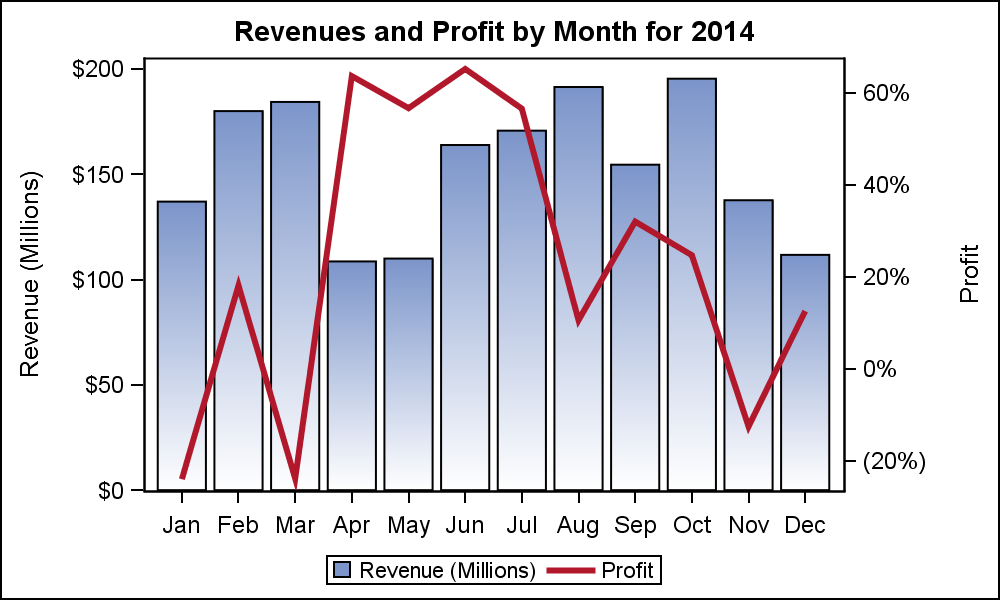 Revenues and Profit by Month for 2014
Revenue (Millions)
$200
$150
$100
$50
$0
60%
40%
20%
0%
(20%)
Profit
Jan Feb Mar Apr May Jun Jul Aug Sep Oct Nov Dec
Revenue (Millions) Profit